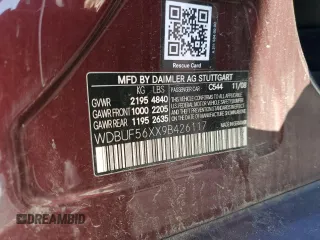 Rescue Card
MFD BY DAIMLER AG STUTTGART
KG LBS PASSENGER CAR C544 11/08
GVWR 2195 4840
GAWR FRONT 1000 2205
GAWR REAR 1195 2635
WDBUF56XX9B426117
DREAMBID